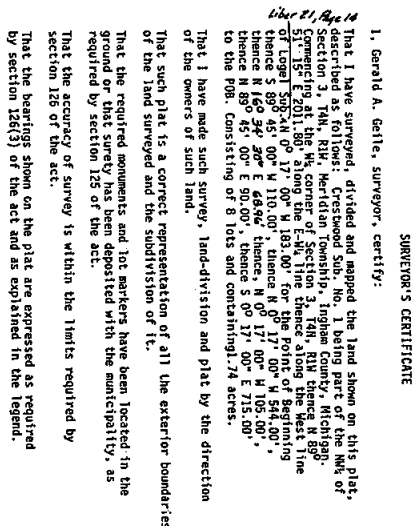 Liber 21, Page 14
SURVEYOR'S CERTIFICATE
I, Gerald A. Geile, surveyor, certify:
That I have surveyed, divided and mapped the land shown on this plat,
described as follows: Crestwood Sub. No. 1 being part of the NW¼ of
Section 3, T4N, R1W, Meridian Township, Ingham County, Michigan.
Commencing at the W¼ corner of Section 3, T4N, R1W thence N 89°
51' 15" E 2011.80' along the E-W¼ line thence along the West line
of Logel Sub. N 0° 17' 00" W 183.00' for the Point of Beginning
thence S 89° 45' 00" W 110.00', thence N 0° 17' 00" W 544.00',
thence N 16° 34' 30" E 68.96' thence, N 0° 17' 00" W 105.00',
thence N 89° 45' 00" E 90.00', thence S 0° 17' 00" E 715.00'
to the POB. Consisting of 8 lots and containing1.74 acres.
That I have made such survey, land-division and plat by the direction
of the owners of such land.
That such plat is a correct representation of all the exterior boundaries
of the land surveyed and the subdivision of it.
That the required monuments and lot markers have been located in the
ground or that surety has been deposited with the municipality, as
required by section 125 of the act.
That the accuracy of survey is within the limits required by
section 126 of the act.
That the bearings shown on the plat are expressed as required
by section 126(3) of the act and as explained in the legend.